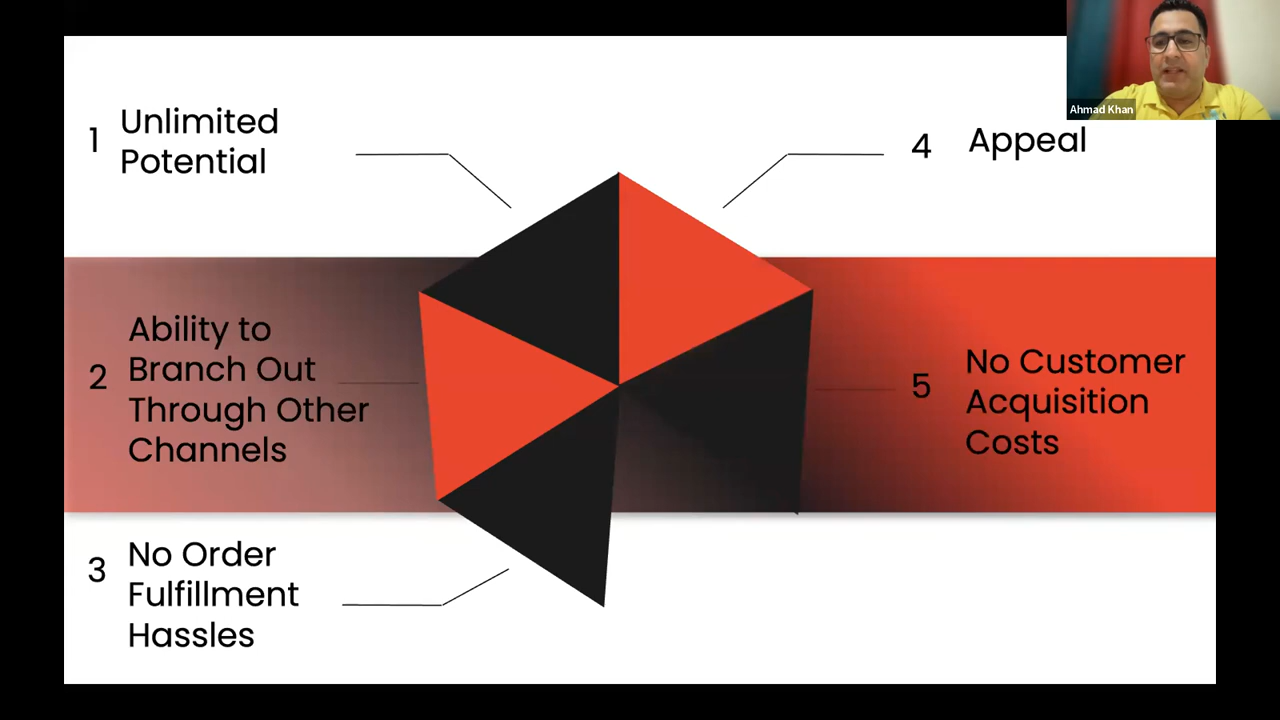 1
Unlimited
Potential
2
Ability to
Branch Out
Through Other
Channels
3
No Order
Fulfillment
Hassles
4
Appeal
5
No Customer
Acquisition
Costs
Ahmad Khan